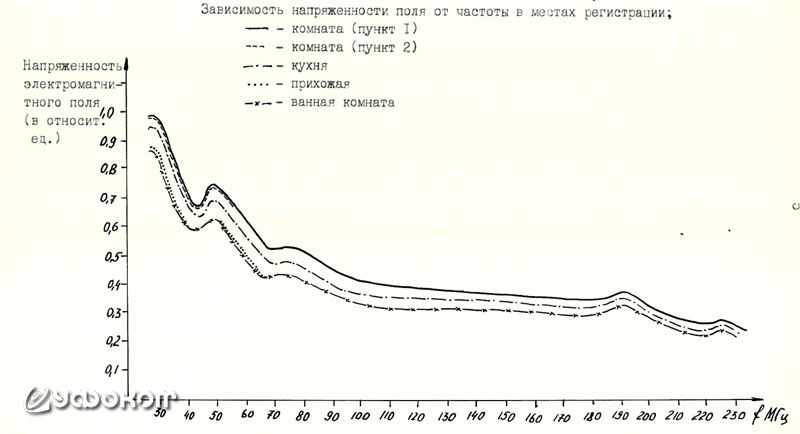 Зависимость напряженности поля от частоты в местах регистрации;
— комната (пункт I)
--- – комната (пункт 2)
—·— – кухня
···· – прихожая
—x— – ванная комната
Напряженность
электромагни-
тного поля
(в относит.
ед.)
1,0
0,9
0,8
0,7
0,6
0,5
0,4
0,3
0,2
0,1
30 40 50 60 70 80 90 100 110 120 130 140 150 160 170 180 190 200 210 220 230 f МГц
Уфоком